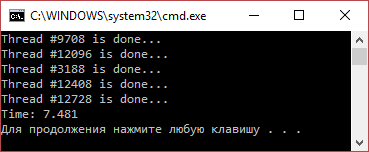 C:\WINDOWS\system32\cmd.exe
Thread #9708 is done...
Thread #12096 is done...
Thread #3188 is done...
Thread #12408 is done...
Thread #12728 is done...
Time: 7.481
Для продолжения нажмите любую клавишу . . .